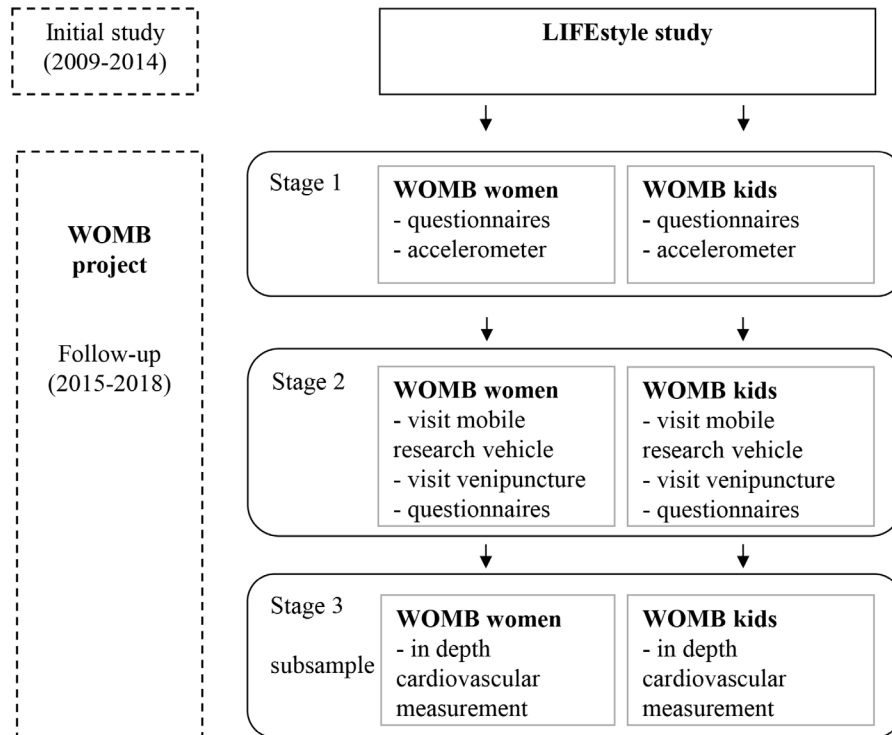 Initial study
(2009-2014)
LIFEstyle study
WOMB
project
Follow-up
(2015-2018)
Stage 1
WOMB women
- questionnaires
- accelerometer
WOMB kids
- questionnaires
- accelerometer
Stage 2
WOMB women
- visit mobile
research vehicle
- visit venipuncture
- questionnaires
WOMB kids
- visit mobile
research vehicle
- visit venipuncture
- questionnaires
Stage 3
subsample
WOMB women
- in depth
cardiovascular
measurement
WOMB kids
- in depth
cardiovascular
measurement